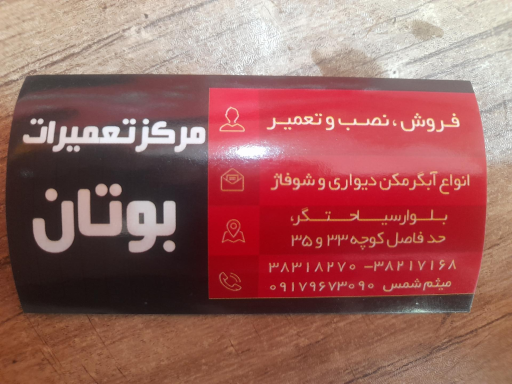 مرکز تعمیرات
بوتان
فروش، نصب و تعمیر
انواع آبگرمکن دیواری و شوفاژ
بلوار سیاحتگر،
حد فاصل کوچه ۳۳ و ۳۵
۳۸۲۱۷۱۶۸ - ۳۸۳۱۸۲۷۰
میثم شمس ۰۹۱۷۹۶۷۳۰۹۰